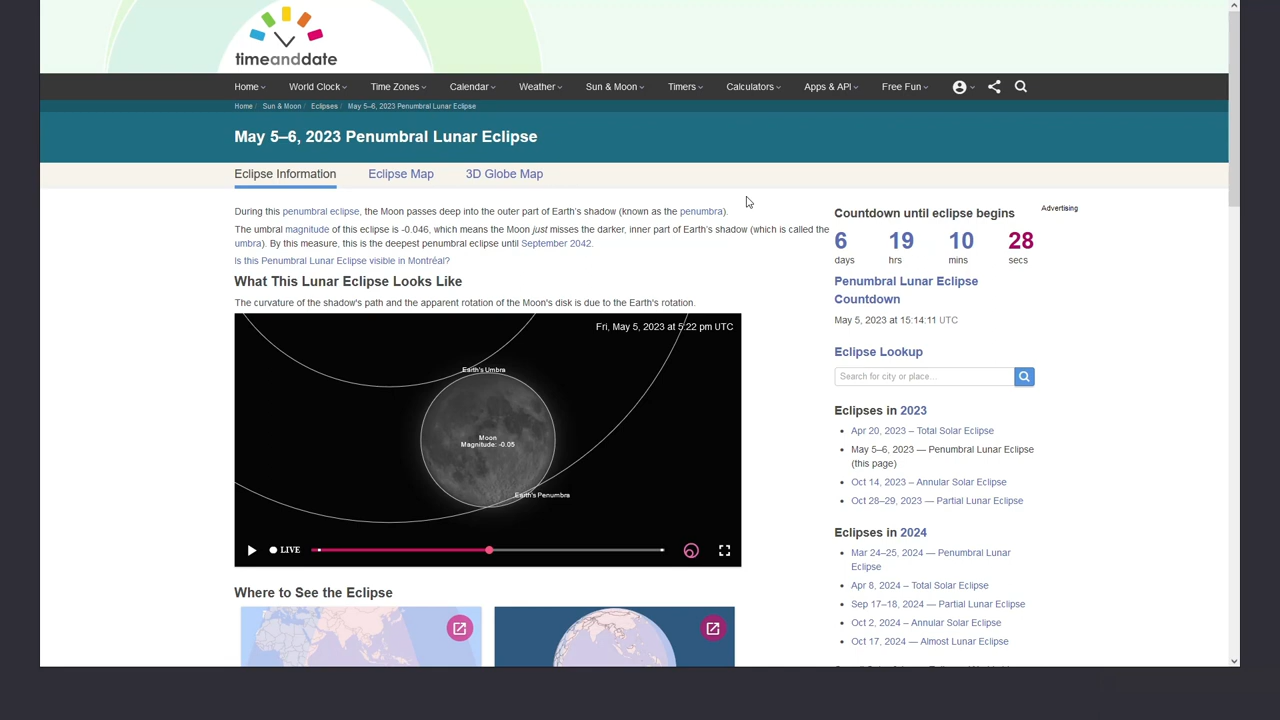 timeanddate
Home World Clock Time Zones Calendar Weather Sun & Moon Timers Calculators Apps & API Free Fun
Home / Sun & Moon / Eclipses / May 5–6, 2023 Penumbral Lunar Eclipse
May 5–6, 2023 Penumbral Lunar Eclipse
Eclipse Information Eclipse Map 3D Globe Map
During this penumbral eclipse, the Moon passes deep into the outer part of Earth's shadow (known as the penumbra).
The umbral magnitude of this eclipse is -0.046, which means the Moon just misses the darker, inner part of Earth's shadow (which is called the
umbra). By this measure, this is the deepest penumbral eclipse until September 2042.
Is this Penumbral Lunar Eclipse visible in Montréal?
What This Lunar Eclipse Looks Like
The curvature of the shadow's path and the apparent rotation of the Moon's disk is due to the Earth's rotation.
Fri, May 5, 2023 at 5:22 pm UTC
Earth's Umbra
Moon
Magnitude: -0.05
Earth's Penumbra
LIVE
Where to See the Eclipse
Advertising
Countdown until eclipse begins
6 19 10 28
days hrs mins secs
Penumbral Lunar Eclipse
Countdown
May 5, 2023 at 15:14:11 UTC
Eclipse Lookup
Search for city or place...
Eclipses in 2023
Apr 20, 2023 – Total Solar Eclipse
May 5–6, 2023 — Penumbral Lunar Eclipse
(this page)
Oct 14, 2023 – Annular Solar Eclipse
Oct 28–29, 2023 — Partial Lunar Eclipse
Eclipses in 2024
Mar 24–25, 2024 — Penumbral Lunar
Eclipse
Apr 8, 2024 – Total Solar Eclipse
Sep 17–18, 2024 — Partial Lunar Eclipse
Oct 2, 2024 – Annular Solar Eclipse
Oct 17, 2024 — Almost Lunar Eclipse